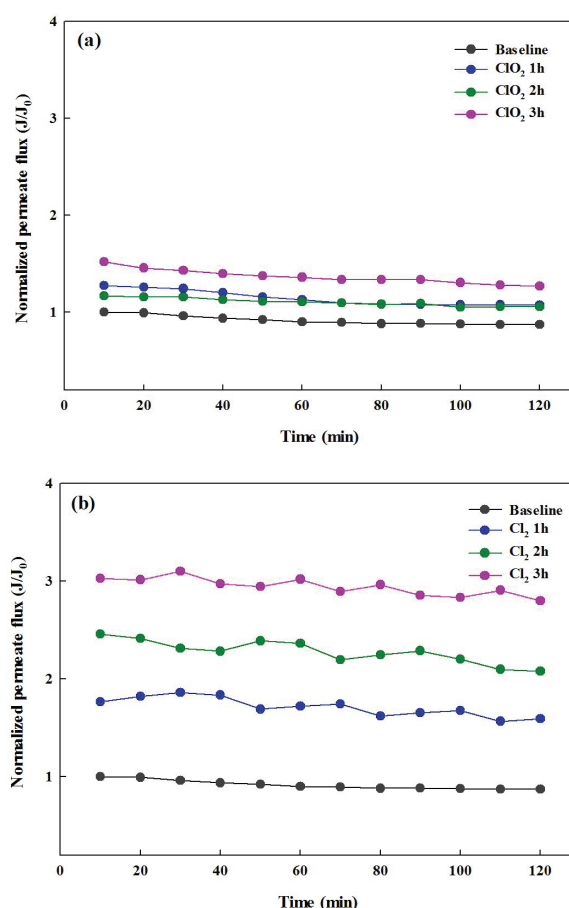 (a)
Baseline
ClO₂ 1h
ClO₂ 2h
ClO₂ 3h
Normalized permeate flux (J/J₀)
4
3
2
1
0 20 40 60 80 100 120
Time (min)
(b)
Baseline
Cl₂ 1h
Cl₂ 2h
Cl₂ 3h
Normalized permeate flux (J/J₀)
4
3
2
1
0 20 40 60 80 100 120
Time (min)